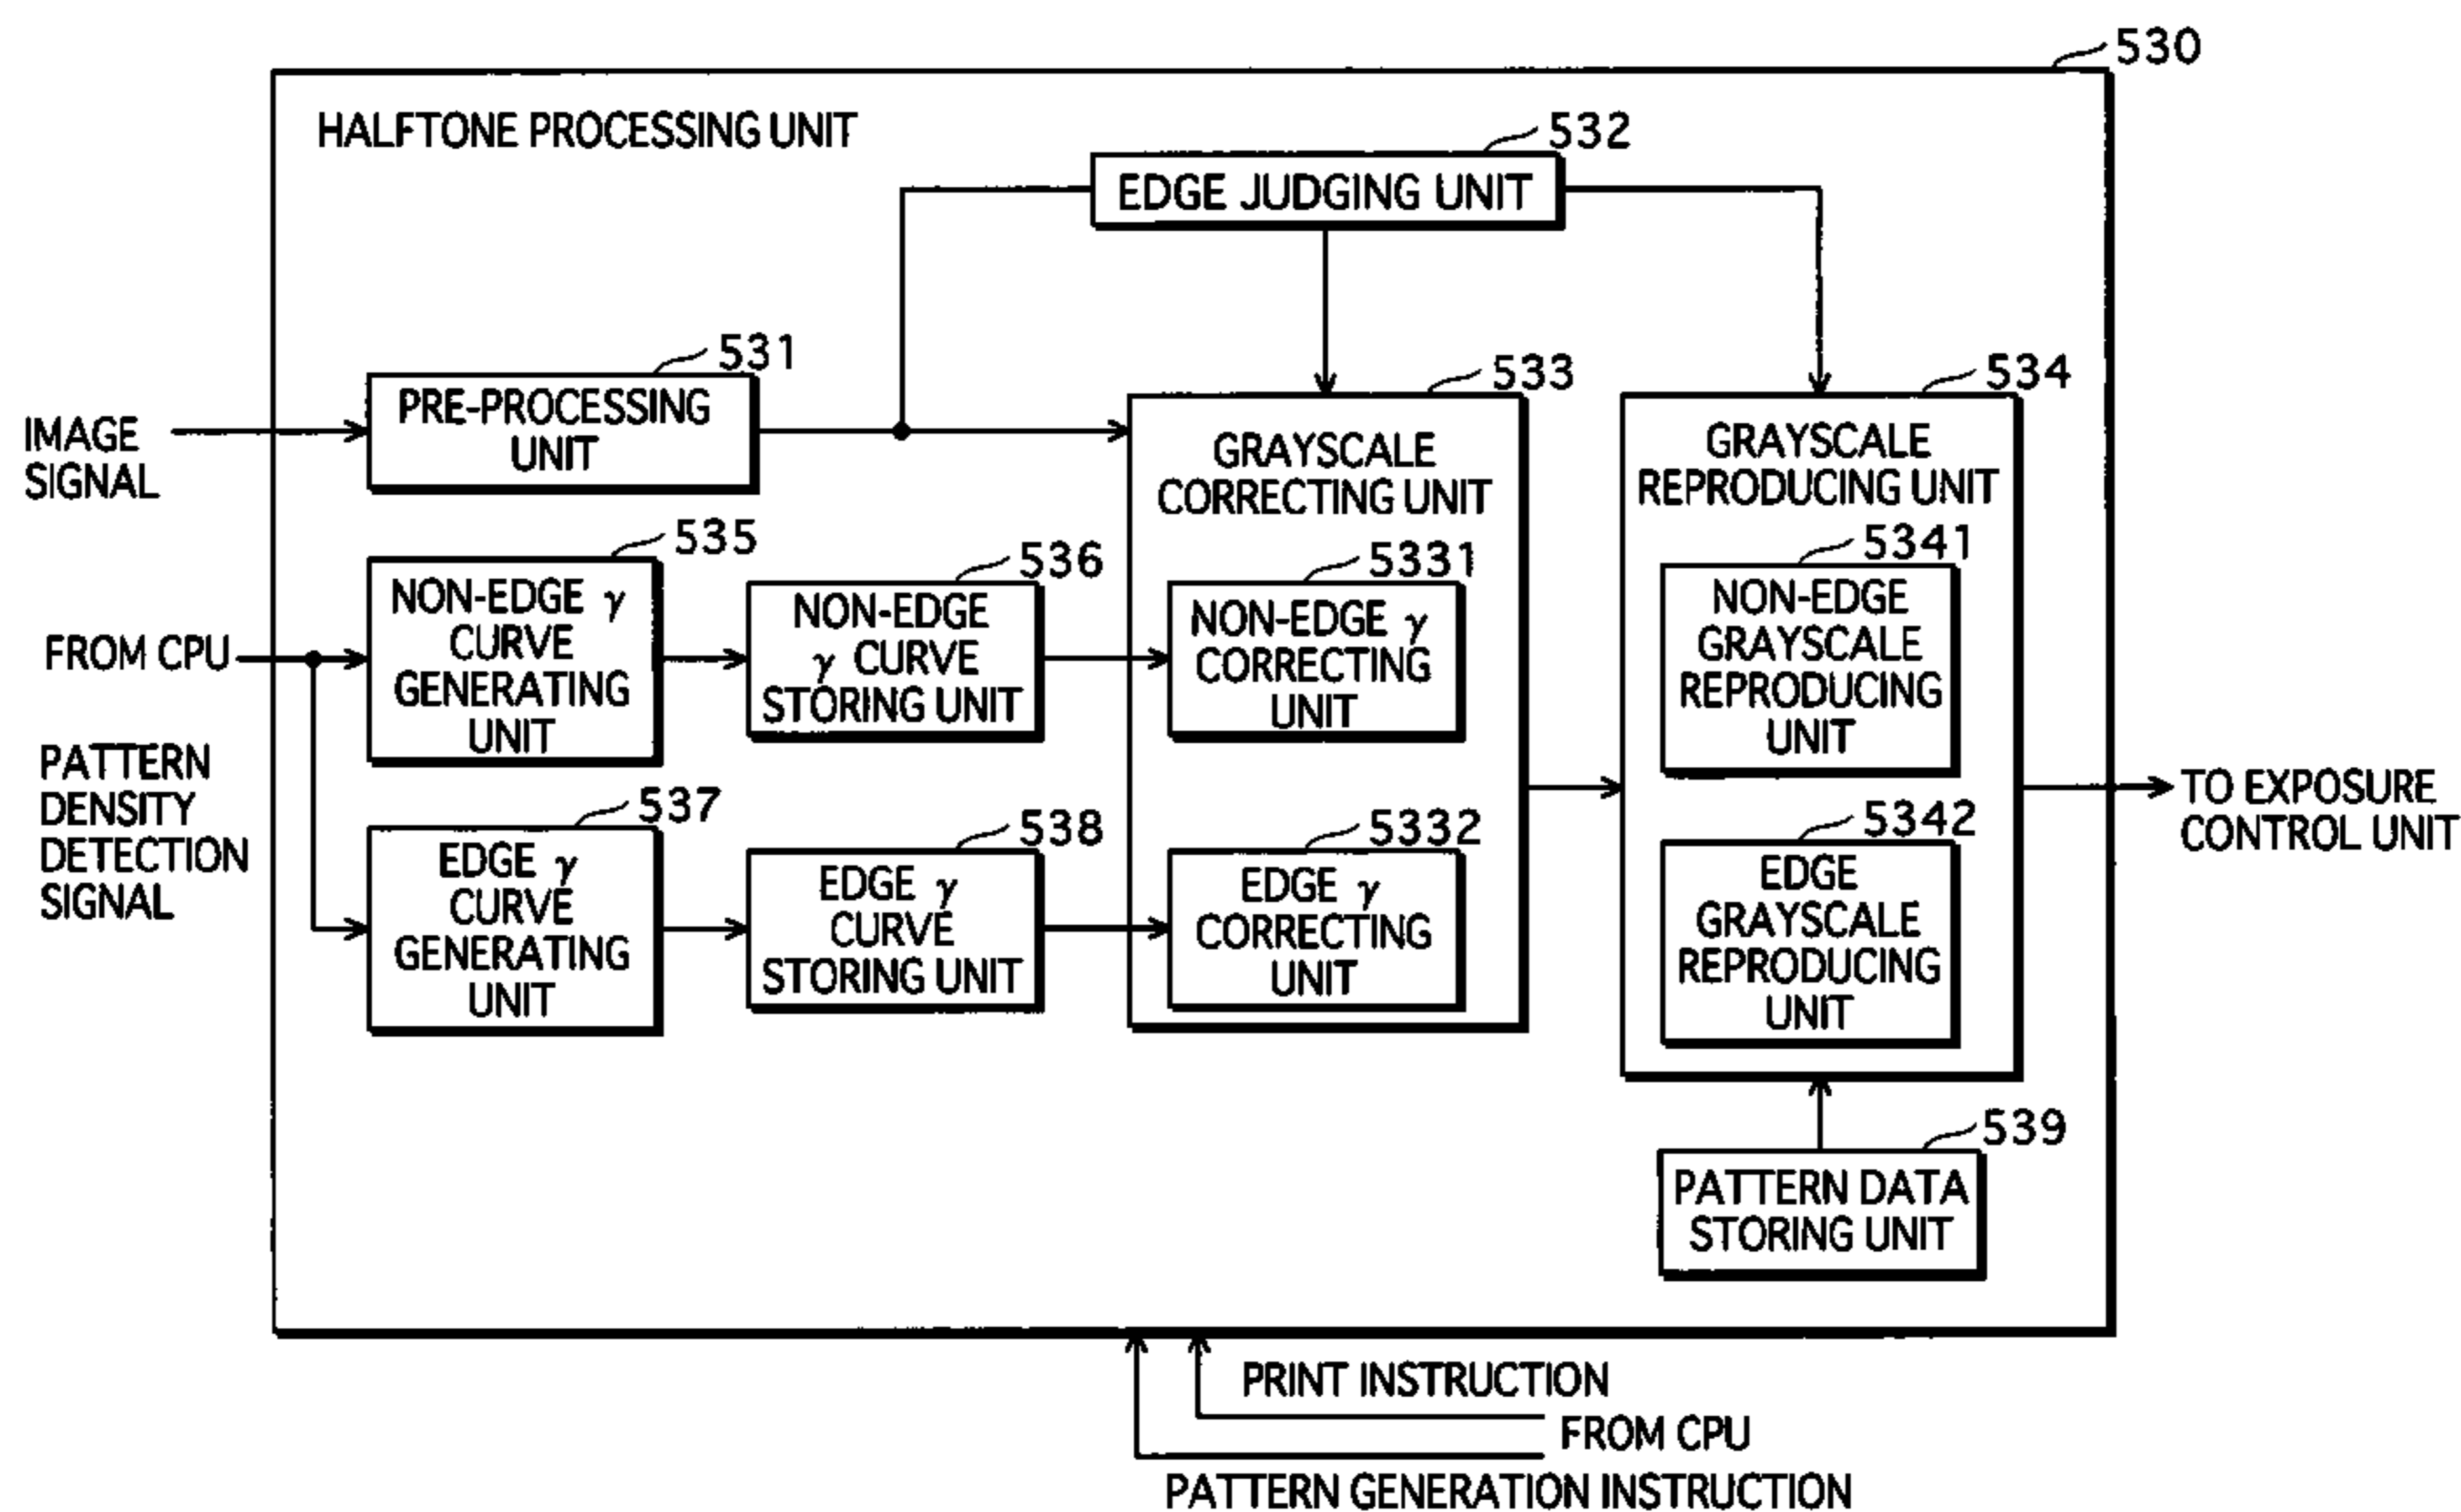 530
HALFTONE PROCESSING UNIT
532
EDGE JUDGING UNIT
531
PRE-PROCESSING
UNIT
IMAGE
SIGNAL
533
GRAYSCALE
CORRECTING UNIT
534
GRAYSCALE
REPRODUCING UNIT
535
NON-EDGE γ
CURVE
GENERATING
UNIT
536
NON-EDGE
γ CURVE
STORING UNIT
5331
NON-EDGE γ
CORRECTING
UNIT
5341
NON-EDGE
GRAYSCALE
REPRODUCING
UNIT
FROM CPU
PATTERN
DENSITY
DETECTION
SIGNAL
537
EDGE γ
CURVE
GENERATING
UNIT
538
EDGE γ
CURVE
STORING UNIT
5332
EDGE γ
CORRECTING
UNIT
5342
EDGE
GRAYSCALE
REPRODUCING
UNIT
TO EXPOSURE
CONTROL UNIT
539
PATTERN DATA
STORING UNIT
PRINT INSTRUCTION
FROM CPU
PATTERN GENERATION INSTRUCTION